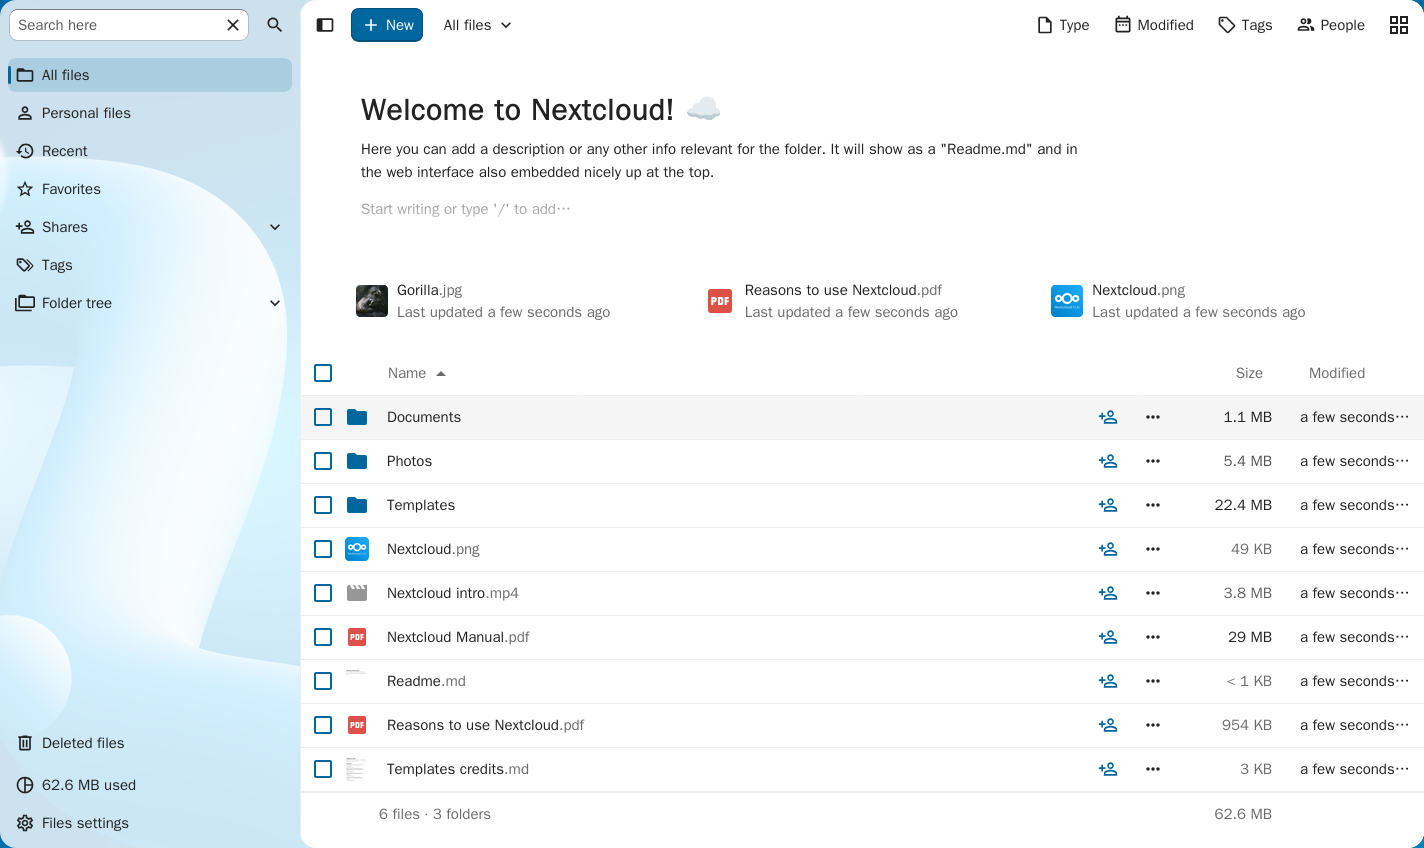 Search here
New
All files
Type
Modified
Tags
People
All files
Personal files
Recent
Favorites
Shares
Tags
Folder tree
Deleted files
62.6 MB used
Files settings
Welcome to Nextcloud! ☁️
Here you can add a description or any other info relevant for the folder. It will show as a "Readme.md" and in
the web interface also embedded nicely up at the top.
Start writing or type '/' to add…
Gorilla.jpg
Last updated a few seconds ago
PDF
Reasons to use Nextcloud.pdf
Last updated a few seconds ago
Nextcloud.png
Last updated a few seconds ago
Name Size Modified
Documents 1.1 MB a few seconds…
Photos 5.4 MB a few seconds…
Templates 22.4 MB a few seconds…
Nextcloud.png 49 KB a few seconds…
Nextcloud intro.mp4 3.8 MB a few seconds…
PDF Nextcloud Manual.pdf 29 MB a few seconds…
Readme.md < 1 KB a few seconds…
PDF Reasons to use Nextcloud.pdf 954 KB a few seconds…
Templates credits.md 3 KB a few seconds…
6 files · 3 folders 62.6 MB